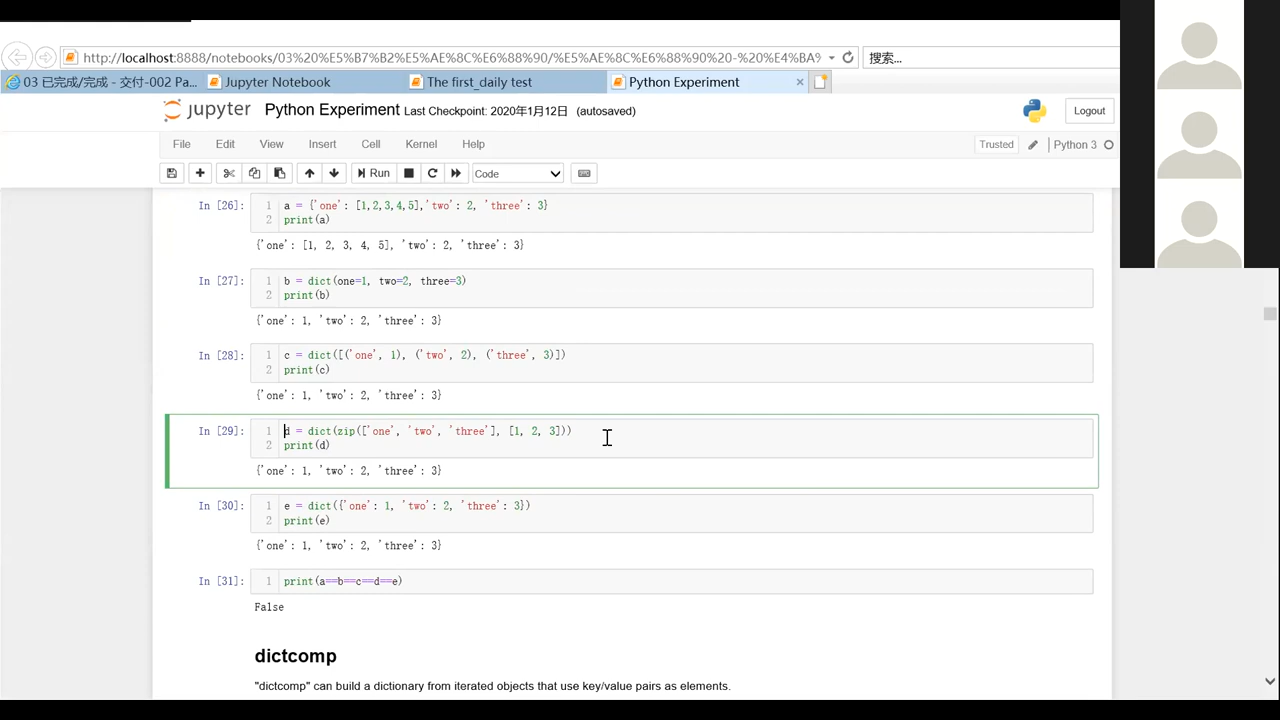 http://localhost:8888/notebooks/03%20%E5%B7%B2%E5%AE%8C%E6%88%90/%E5%AE%8C%E6%88%90%20-%20%E4%BA%9
搜索...
03 已完成/完成 - 交付-002 Pa...
Jupyter Notebook
The first_daily test
Python Experiment
jupyter Python Experiment Last Checkpoint: 2020年1月12日 (autosaved)
Logout
File Edit View Insert Cell Kernel Help
Trusted
Python 3
Run
Code
In [26]:
1 a = {'one': [1,2,3,4,5],'two': 2, 'three': 3}
2 print(a)
{'one': [1, 2, 3, 4, 5], 'two': 2, 'three': 3}
In [27]:
1 b = dict(one=1, two=2, three=3)
2 print(b)
{'one': 1, 'two': 2, 'three': 3}
In [28]:
1 c = dict([('one', 1), ('two', 2), ('three', 3)])
2 print(c)
{'one': 1, 'two': 2, 'three': 3}
In [29]:
1 d = dict(zip(['one', 'two', 'three'], [1, 2, 3]))
2 print(d)
{'one': 1, 'two': 2, 'three': 3}
In [30]:
1 e = dict({'one': 1, 'two': 2, 'three': 3})
2 print(e)
{'one': 1, 'two': 2, 'three': 3}
In [31]:
1 print(a==b==c==d==e)
False
dictcomp
"dictcomp" can build a dictionary from iterated objects that use key/value pairs as elements.